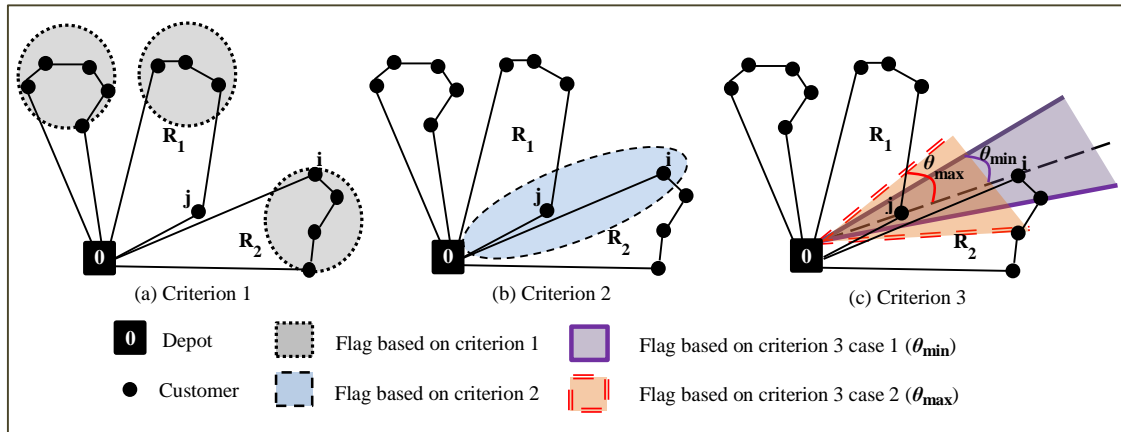 R1
i
j
R2
0
(a) Criterion 1
R1
i
j
R2
0
(b) Criterion 2
R1
θmax
θmin
i
j
R2
0
(c) Criterion 3
0 Depot
Flag based on criterion 1
Flag based on criterion 3 case 1 (θmin)
Customer
Flag based on criterion 2
Flag based on criterion 3 case 2 (θmax)